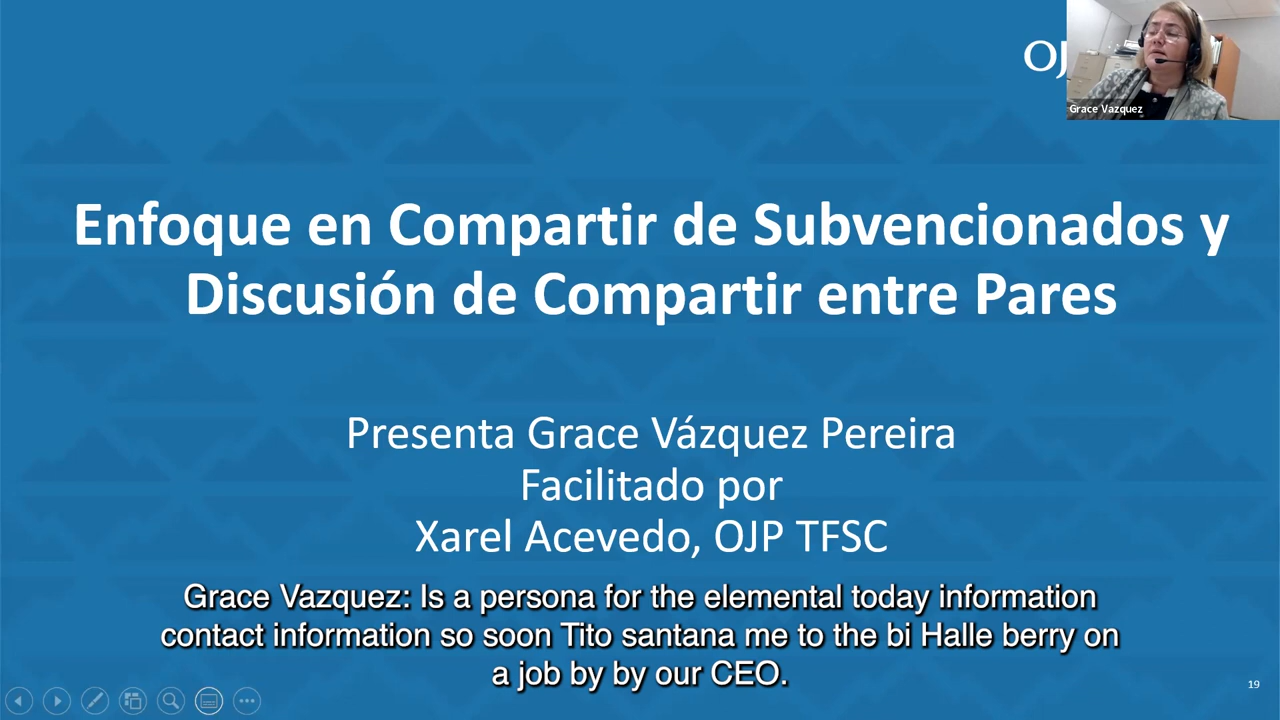 OJ
Grace Vazquez
Enfoque en Compartir de Subvencionados y
Discusión de Compartir entre Pares
Presenta Grace Vázquez Pereira
Facilitado por
Xarel Acevedo, OJP TFSC
Grace Vazquez: Is a persona for the elemental today information
contact information so soon Tito santana me to the bi Halle berry on
a job by by our CEO.
19